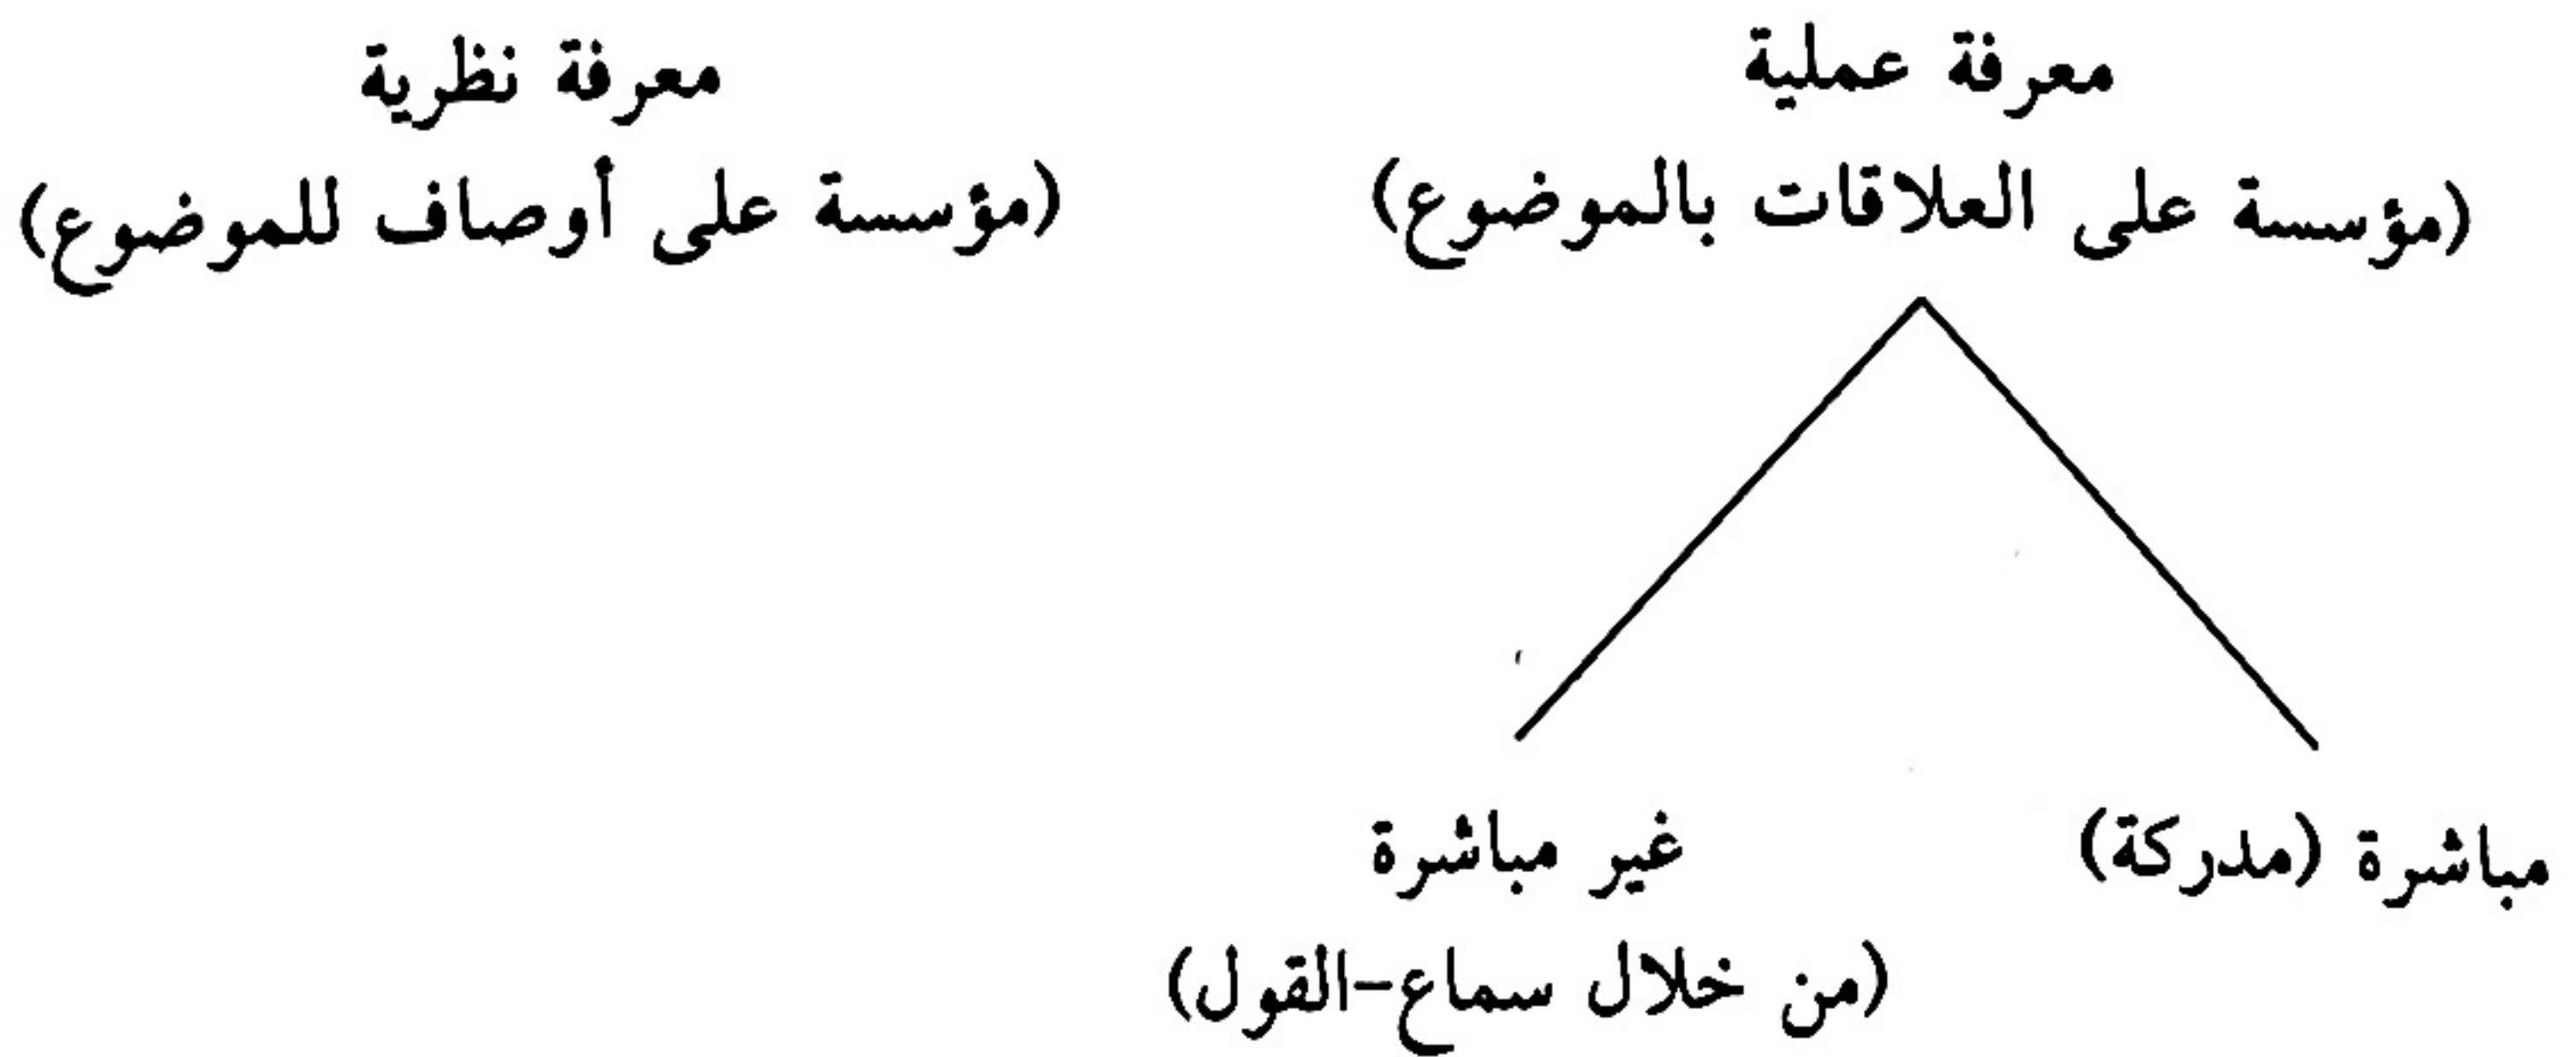 معرفة عملية
(مؤسسة على العلاقات بالموضوع)
معرفة نظرية
(مؤسسة على أوصاف للموضوع)
مباشرة (مدركة)
غير مباشرة
(من خلال سماع-القول)